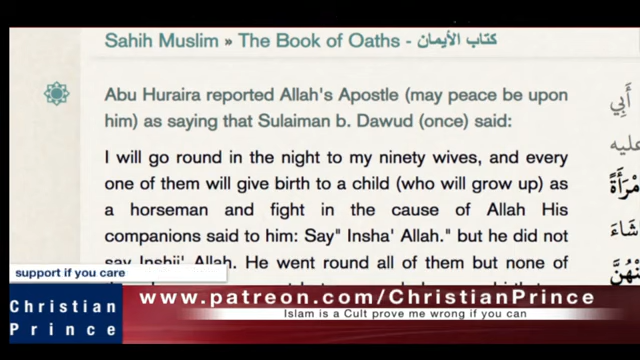 Sahih Muslim » The Book of Oaths - كتاب الأيمان
Abu Huraira reported Allah's Apostle (may peace be upon
him) as saying that Sulaiman b. Dawud (once) said:
I will go round in the night to my ninety wives, and every
one of them will give birth to a child (who will grow up) as
a horseman and fight in the cause of Allah His
companions said to him: Say" Insha' Allah." but he did not
say Inshii' Allah. He went round all of them but none of
أَبِي
عليه
support if you care
Christian
Prince
www.patreon.com/ChristianPrince
Islam is a Cult prove me wrong if you can